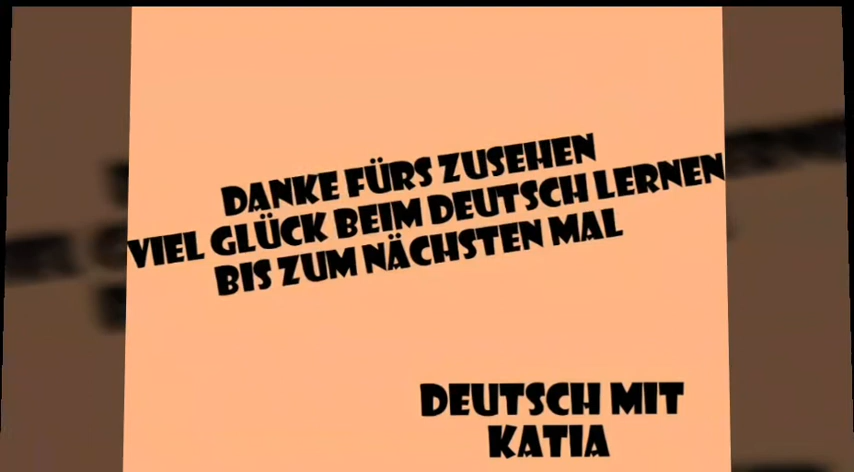 DANKE FÜRS ZUSEHEN
VIEL GLÜCK BEIM DEUTSCH LERNEN
BIS ZUM NÄCHSTEN MAL
DEUTSCH MIT
KATIA